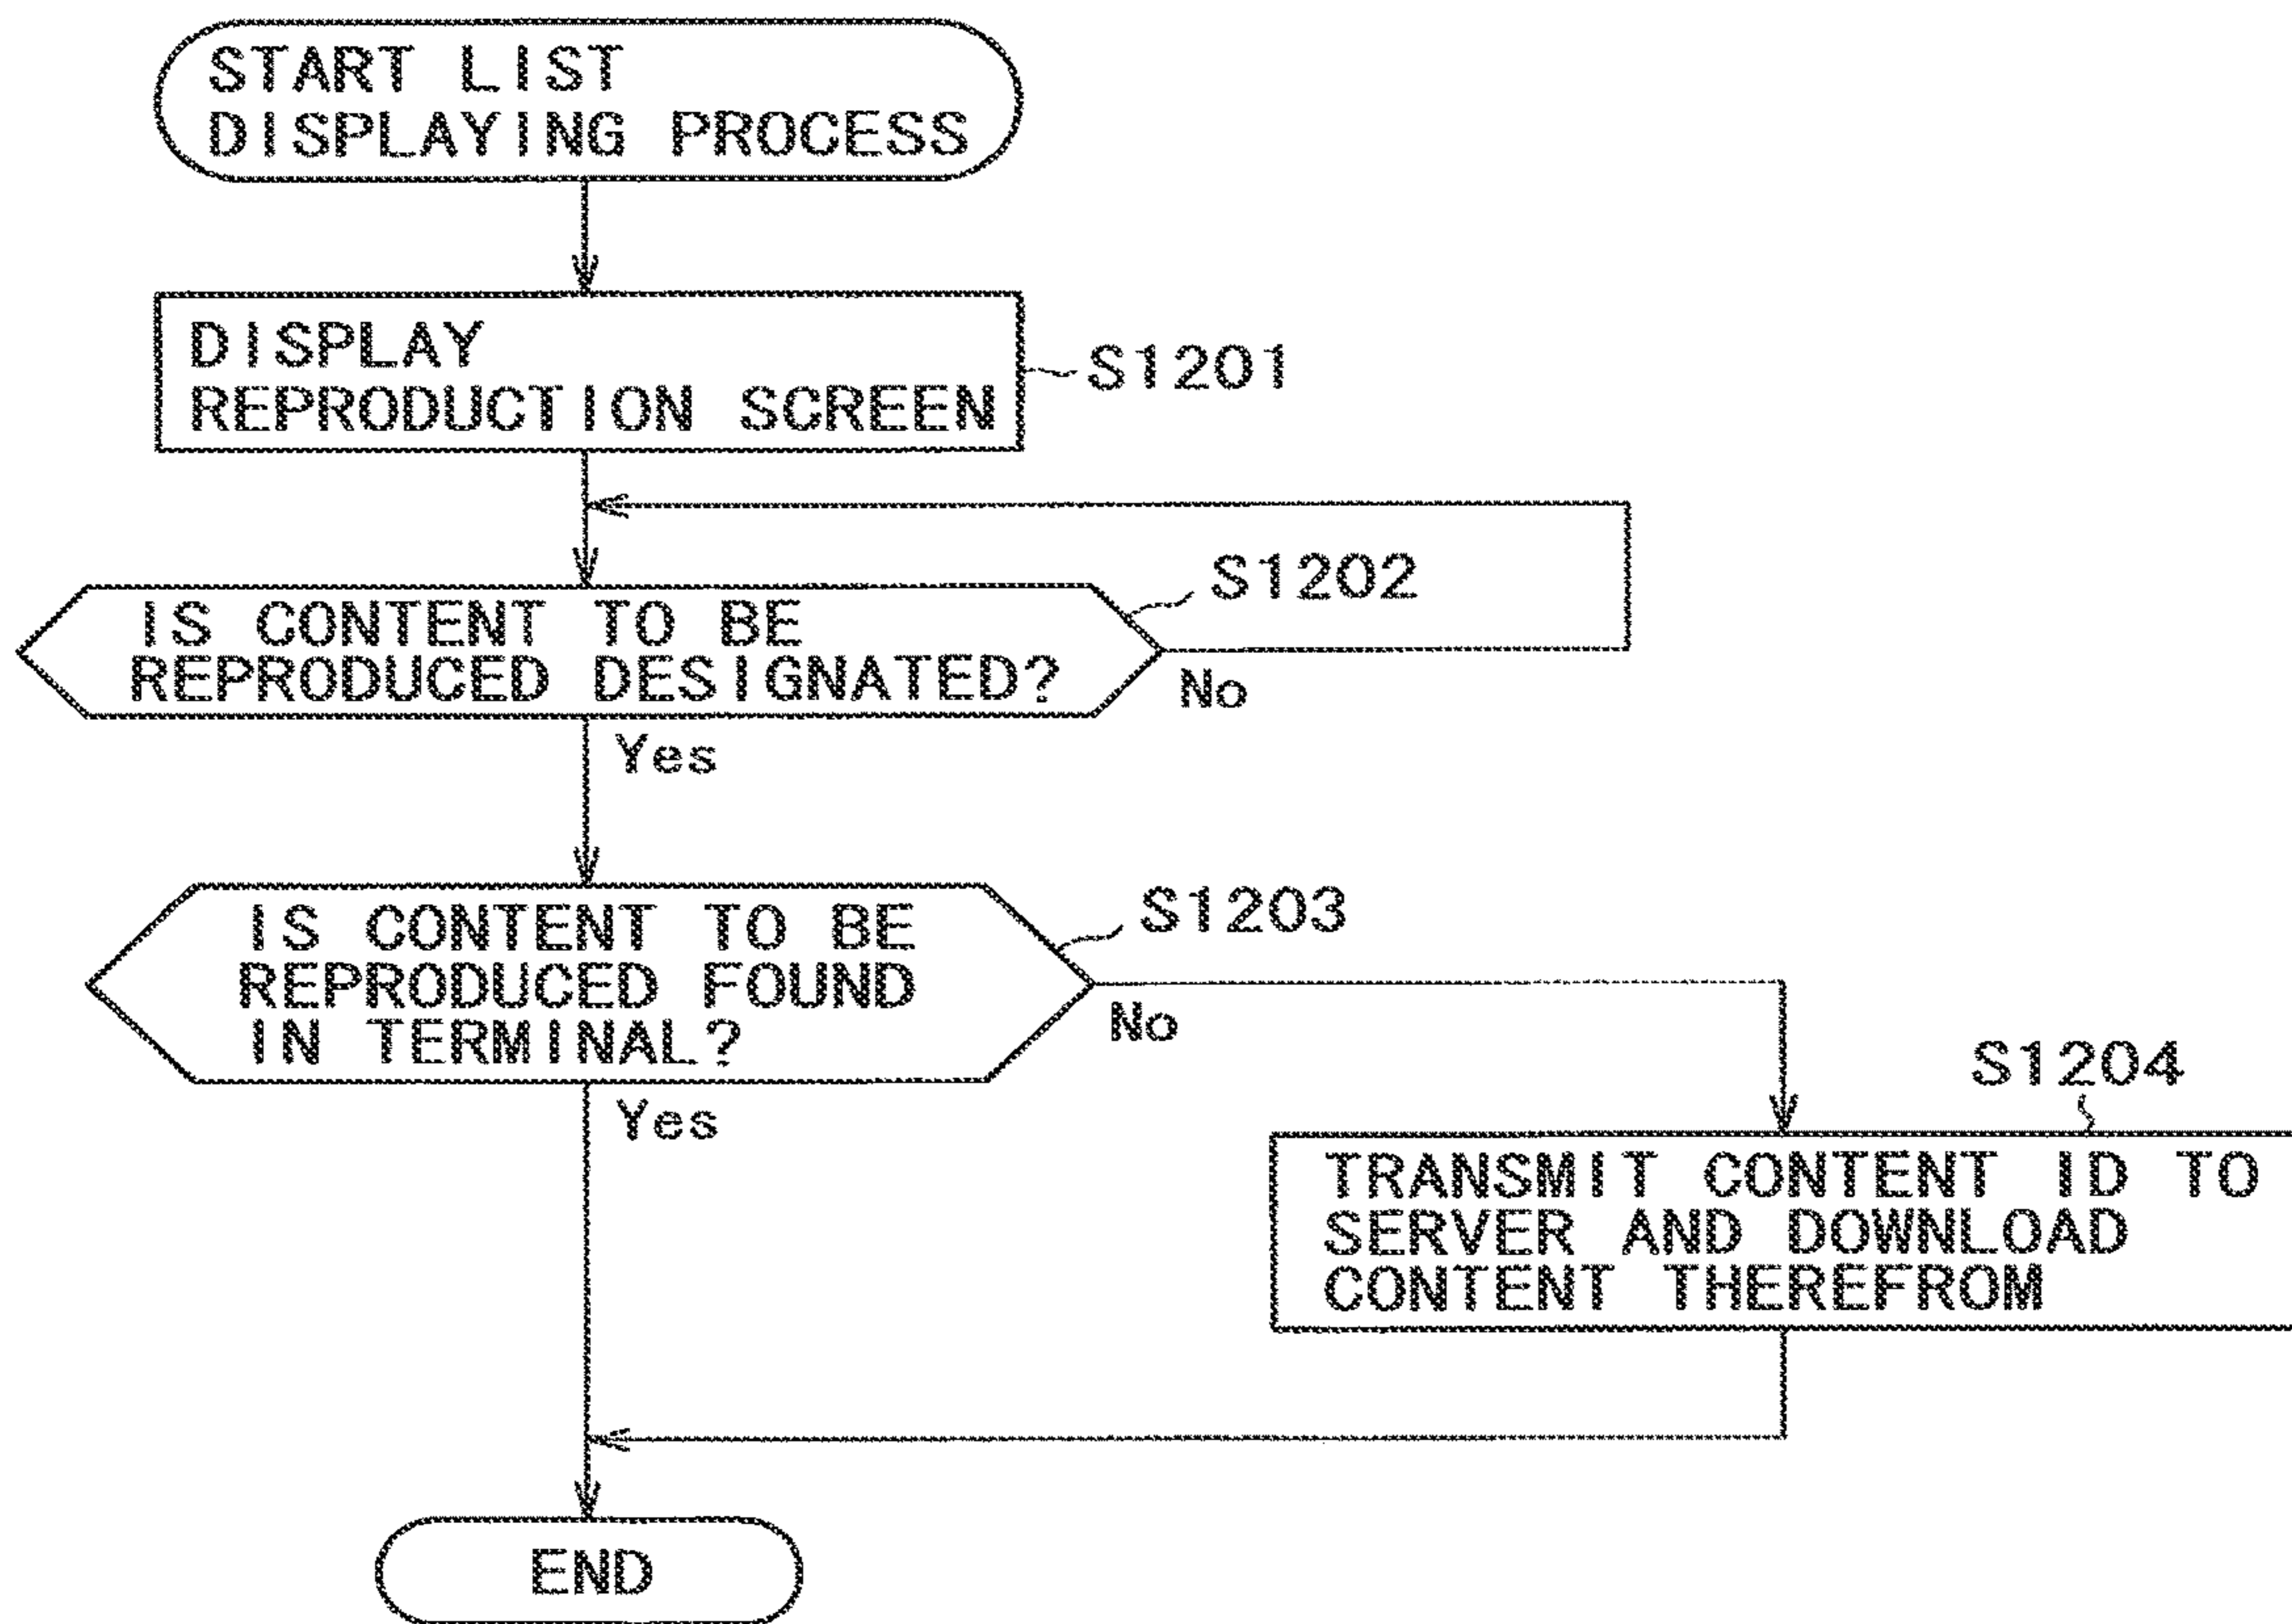 START LIST
DISPLAYING PROCESS
DISPLAY
REPRODUCTION SCREEN
S1201
S1202
IS CONTENT TO BE
REPRODUCED DESIGNATED?
No
Yes
S1203
IS CONTENT TO BE
REPRODUCED FOUND
IN TERMINAL?
No
Yes
S1204
TRANSMIT CONTENT ID TO
SERVER AND DOWNLOAD
CONTENT THEREFROM
END